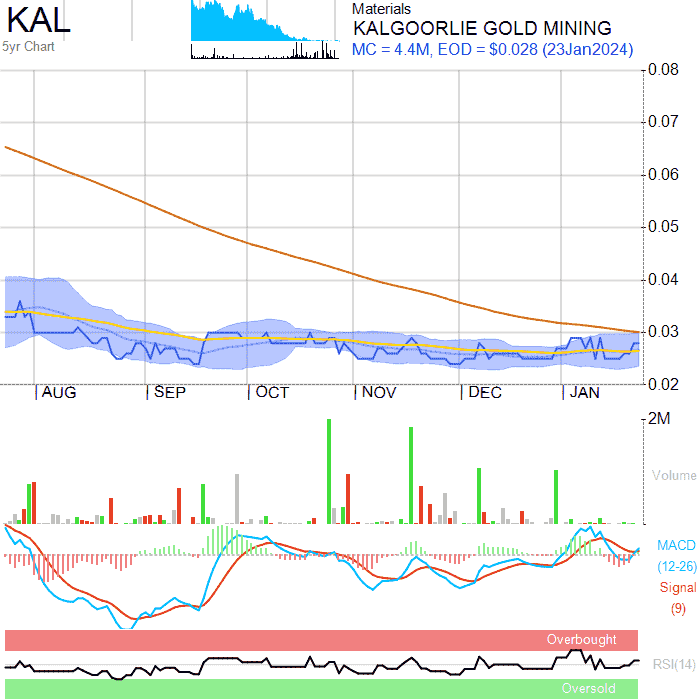 KAL
5yr Chart
Materials
KALGOORLIE GOLD MINING
MC = 4.4M, EOD = $0.028 (23Jan2024)
0.08
0.07
0.06
0.05
0.04
0.03
0.02
AUG SEP OCT NOV DEC JAN
2M
Volume
MACD
(12-26)
Signal
(9)
Overbought
RSI(14)
Oversold